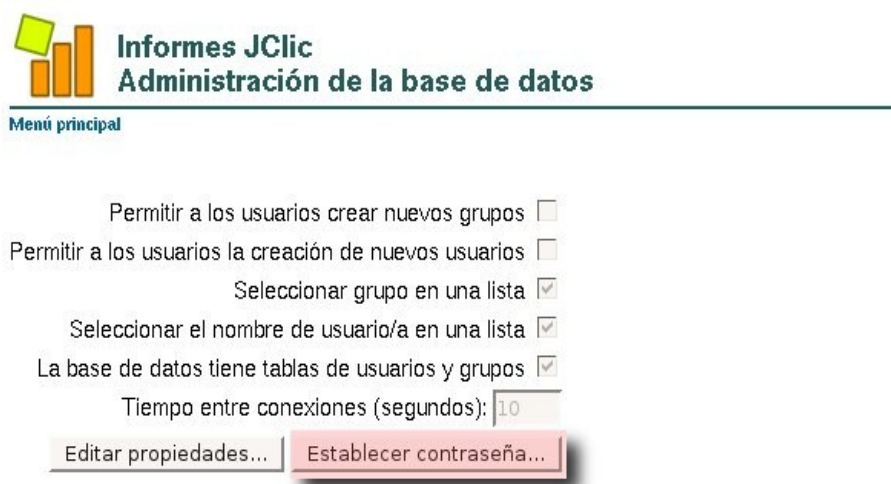 Informes JClic
Administración de la base de datos
Menú principal
Permitir a los usuarios crear nuevos grupos
Permitir a los usuarios la creación de nuevos usuarios
Seleccionar grupo en una lista
Seleccionar el nombre de usuario/a en una lista
La base de datos tiene tablas de usuarios y grupos
Tiempo entre conexiones (segundos): 10
Editar propiedades... Establecer contraseña...